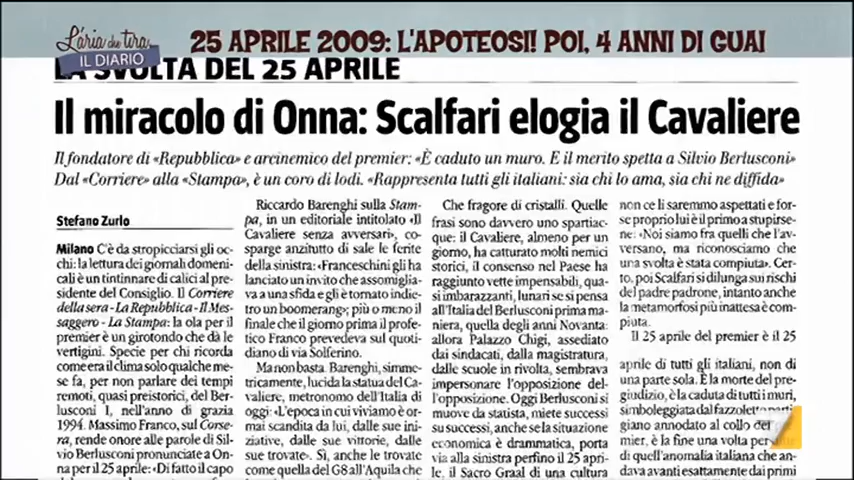 L'aria che tira
IL DIARIO
25 APRILE 2009: L'APOTEOSI! POI, 4 ANNI DI GUAI
LA SVOLTA DEL 25 APRILE
Il miracolo di Onna: Scalfari elogia il Cavaliere
Il fondatore di «Repubblica» e arcinemico del premier: «È caduto un muro. E il merito spetta a Silvio Berlusconi»
Dal «Corriere» alla «Stampa», è un coro di lodi. «Rappresenta tutti gli italiani: sia chi lo ama, sia chi ne diffida»
Stefano Zurlo
Milano C'è da stropicciarsi gli oc-
chi: la lettura dei giornali domeni-
cali è un tintinnare di calici al pre-
sidente del Consiglio. Il Corriere
della sera - La Repubblica - Il Mes-
saggero - La Stampa: la ola per il
premier è un girotondo che dà le
vertigini. Specie per chi ricorda
come era il clima solo qualche me-
se fa, per non parlare dei tempi
remoti, quasi preistorici, del Ber-
lusconi I, nell'anno di grazia
1994. Massimo Franco, sul Corse-
ra, rende onore alle parole di Sil-
vio Berlusconi pronunciate a On-
na per il 25 aprile: «Di fatto il capo
Riccardo Barenghi sulla Stam-
pa, in un editoriale intitolato «Il
Cavaliere senza avversari», co-
sparge anzitutto di sale le ferite
della sinistra: «Franceschini gli ha
lanciato un invito che assomiglia-
va a una sfida e gli è tornato indie-
tro un boomerang»; più o meno il
finale che il giorno prima il profe-
tico Franco prevedeva sul quoti-
diano di via Solferino.
Ma non basta. Barenghi, sim-
metricamente, lucida la statua del Ca-
valiere, metronomo dell'Italia di
oggi: «L'epoca in cui viviamo è or-
mai scandita da lui, dalle sue ini-
ziative, dalle sue vittorie, dalle
sue trovate». Sì, anche le trovate
come quella del G8 all'Aquila che
Che fragore di cristalli. Quelle
frasi sono davvero uno spartiac-
que: il Cavaliere, almeno per un
giorno, ha catturato molti nemici
storici, il consenso nel Paese ha
raggiunto vette impensabili, qua-
si imbarazzanti, lunari se si pensa
all'Italia del Berlusconi prima ma-
niera, quella degli anni Novanta:
allora Palazzo Chigi, assediato
dai sindacati, dalla magistratura,
dalle scuole in rivolta, sembrava
impersonare l'opposizione del-
l'opposizione. Oggi Berlusconi si
muove da statista, miete successi
su successi, anche se la situazione
economica è drammatica, porta
via alla sinistra perfino il 25 apri-
le, il Sacro Graal di una cultura
non ce li saremmo aspettati e for-
se proprio lui è il primo a stupirse-
ne: «Noi siamo fra quelli che l'av-
versano, ma riconosciamo che
una svolta è stata compiuta». Cer-
to, poi Scalfari si dilunga sui rischi
del padre padrone, intanto anche
la metamorfosi più inattesa è com-
piuta.
Il 25 aprile del premier è il 25
aprile di tutti gli italiani, non di
una parte sola. È la morte del pre-
giudizio, è la caduta di tutti i muri,
simboleggiata dal fazzoletto parti-
giano annodato al collo del
mier, è la fine una volta per
di quell'anomalia italiana che an-
dava avanti esattamente dai primi